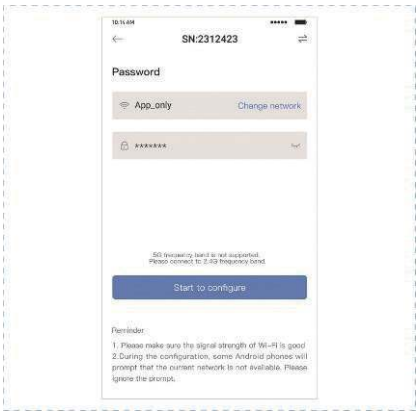 10:14 AM
SN:2312423
Password
App_only Change network
*******
5G frequency band is not supported.
Please connect to 2.4G frequency band.
Start to configure
Reminder
1. Please make sure the signal strength of Wi-Fi is good
2.During the configuration, some Android phones will
prompt that the current network is not available. Please
ignore the prompt.